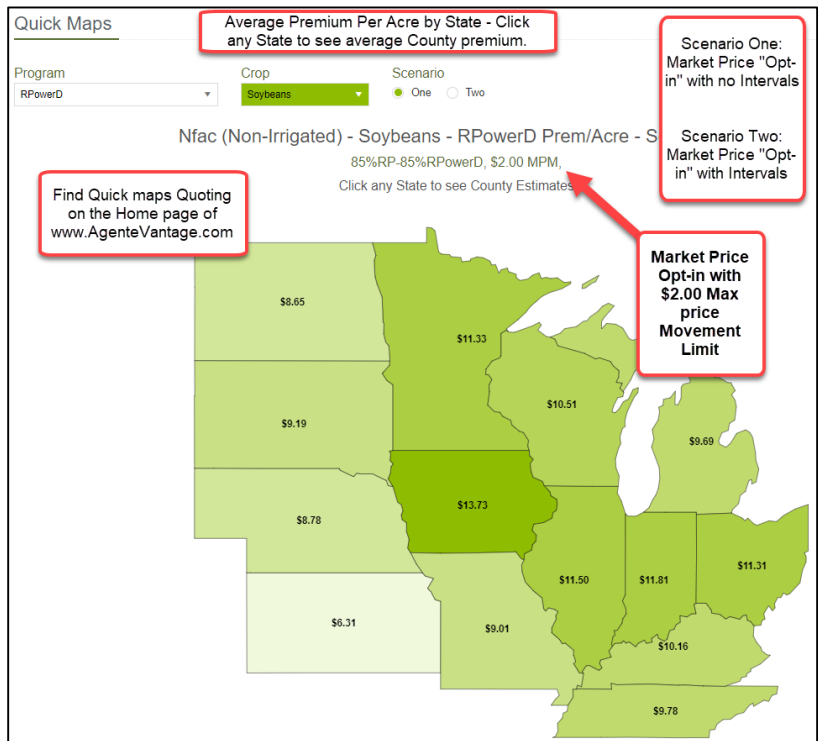 Quick Maps
Average Premium Per Acre by State - Click
any State to see average County premium.
Scenario One:
Market Price "Opt-
in" with no Intervals
Scenario Two:
Market Price "Opt-
in" with Intervals
Program
RPowerD
Crop
Soybeans
Scenario
One
Two
Nfac (Non-Irrigated) - Soybeans - RPowerD Prem/Acre - S
85%RP-85%RPowerD, $2.00 MPM,
Click any State to see County Estimates
Find Quick maps Quoting
on the Home page of
www.AgenteVantage.com
Market Price
Opt-in with
$2.00 Max
price
Movement
Limit
$8.65
$11.33
$10.51
$9.19
$9.69
$8.78
$13.73
$11.50
$11.81
$11.31
$6.31
$9.01
$10.16
$9.78